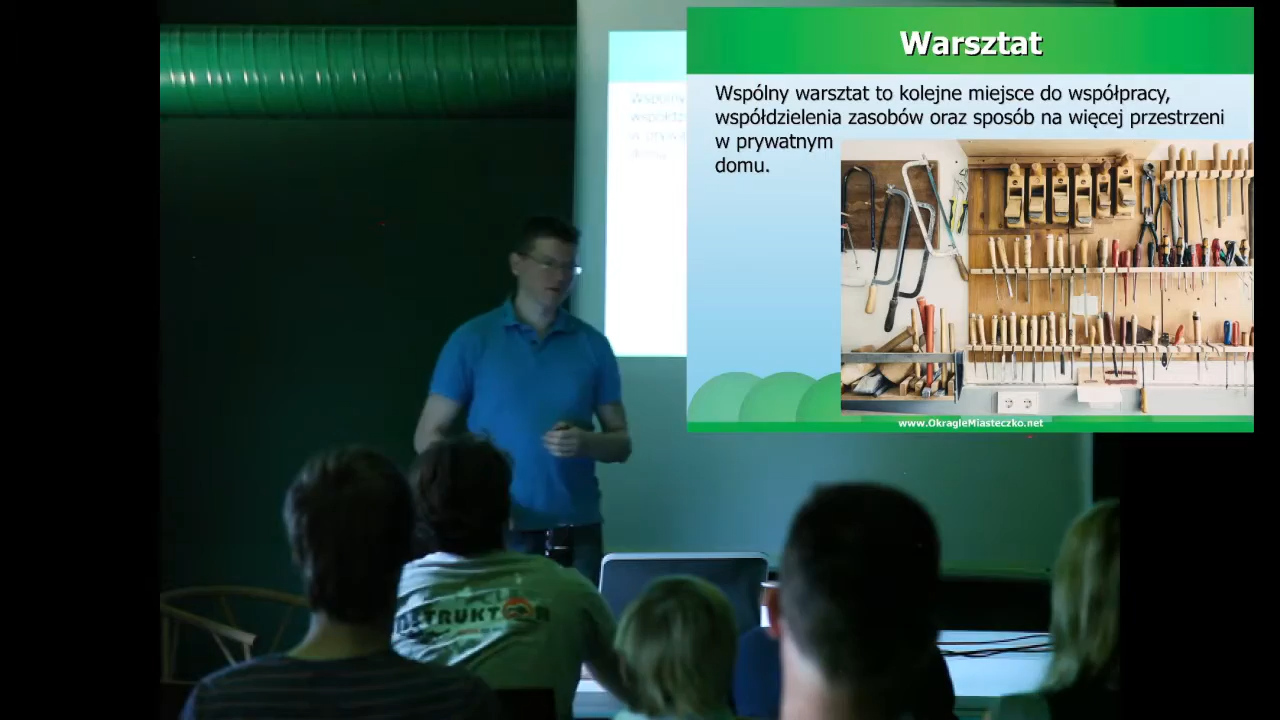 Warsztat
Wspólny warsztat to kolejne miejsce do współpracy,
współdzielenia zasobów oraz sposób na więcej przestrzeni
w prywatnym
domu.
www.OkragleMiasteczko.net